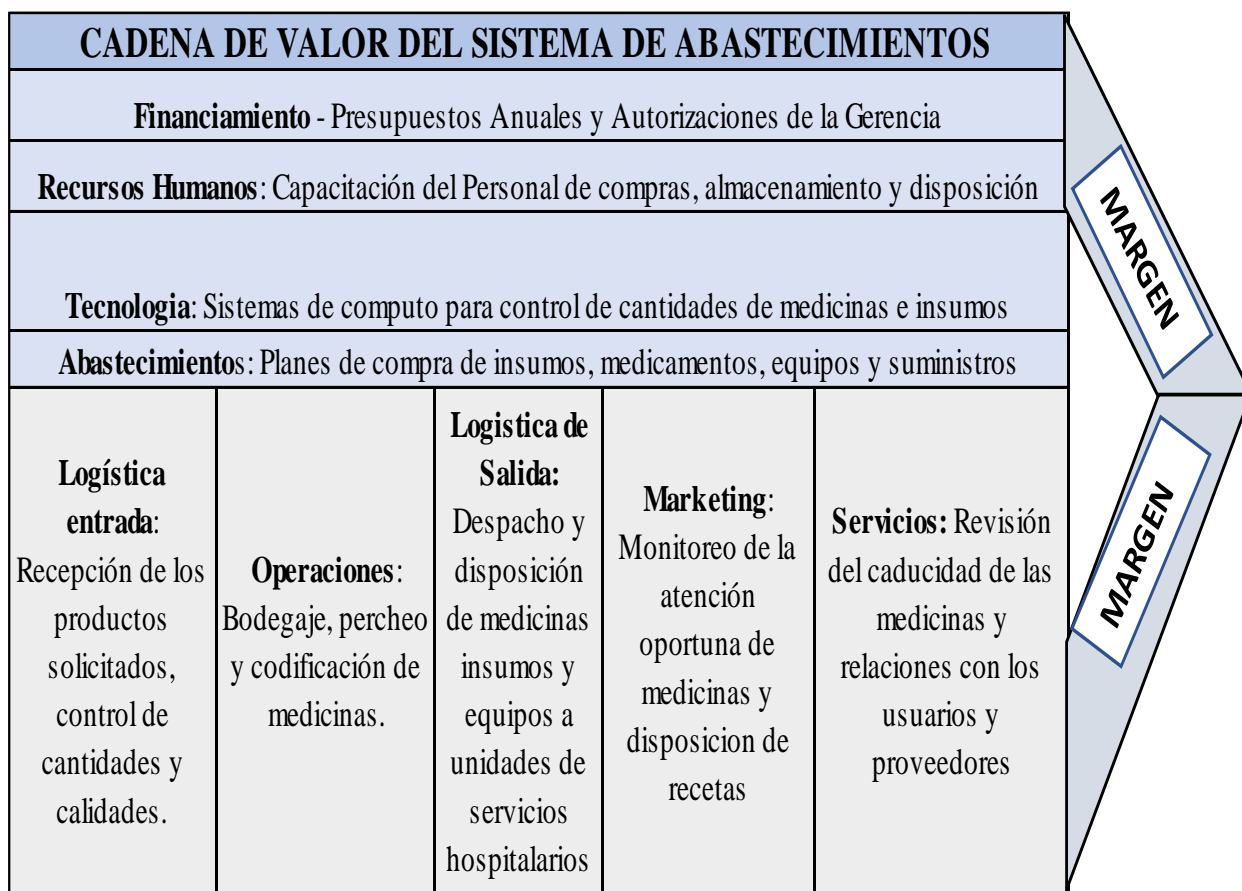 CADENA DE VALOR DEL SISTEMA DE ABASTECIMIENTOS
Financiamiento - Presupuestos Anuales y Autorizaciones de la Gerencia
Recursos Humanos: Capacitación del Personal de compras, almacenamiento y disposición
Tecnologia: Sistemas de computo para control de cantidades de medicinas e insumos
Abastecimientos: Planes de compra de insumos, medicamentos, equipos y suministros
Logística
entrada:
Recepción de los
productos
solicitados,
control de
cantidades y
calidades.
Operaciones:
Bodegaje, percheo
y codificación de
medicinas.
Logistica de
Salida:
Despacho y
disposición
de medicinas
insumos y
equipos a
unidades de
servicios
hospitalarios
Marketing:
Monitoreo de la
atención
oportuna de
medicinas y
disposicion de
recetas
Servicios: Revisión
del caducidad de las
medicinas y
relaciones con los
usuarios y
proveedores
MARGEN
MARGEN